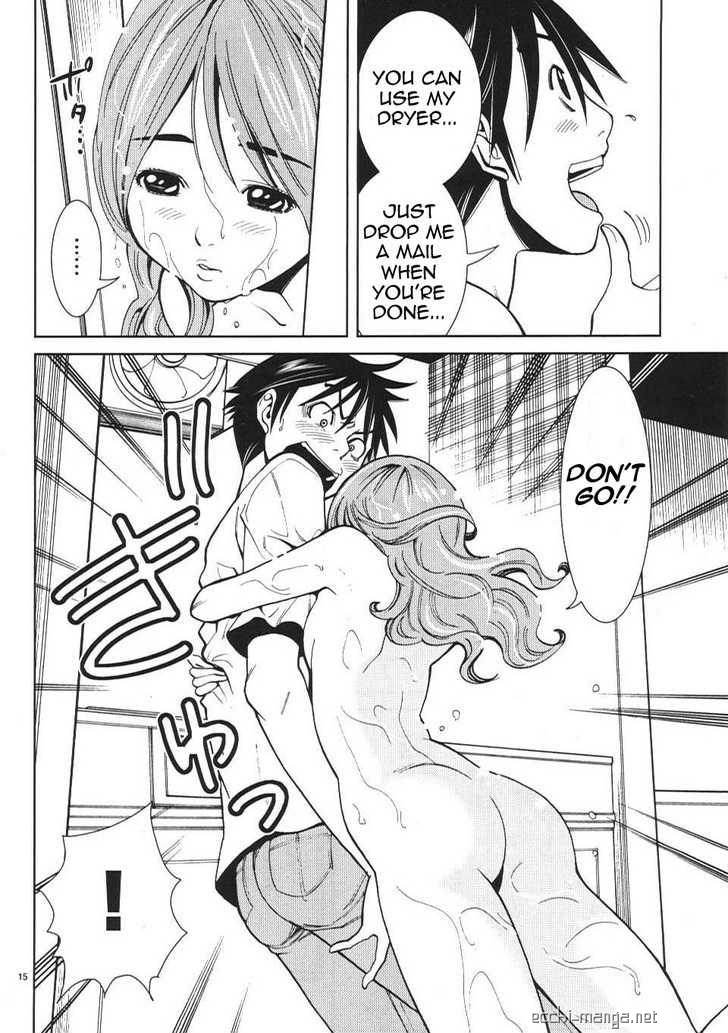 YOU CAN
USE MY
DRYER...
JUST
DROP ME
A MAIL
WHEN
YOU'RE
DONE...
ポタ...
......
DON'T
GO!!
ぎゅっ
!
15
ecchi-manga.net